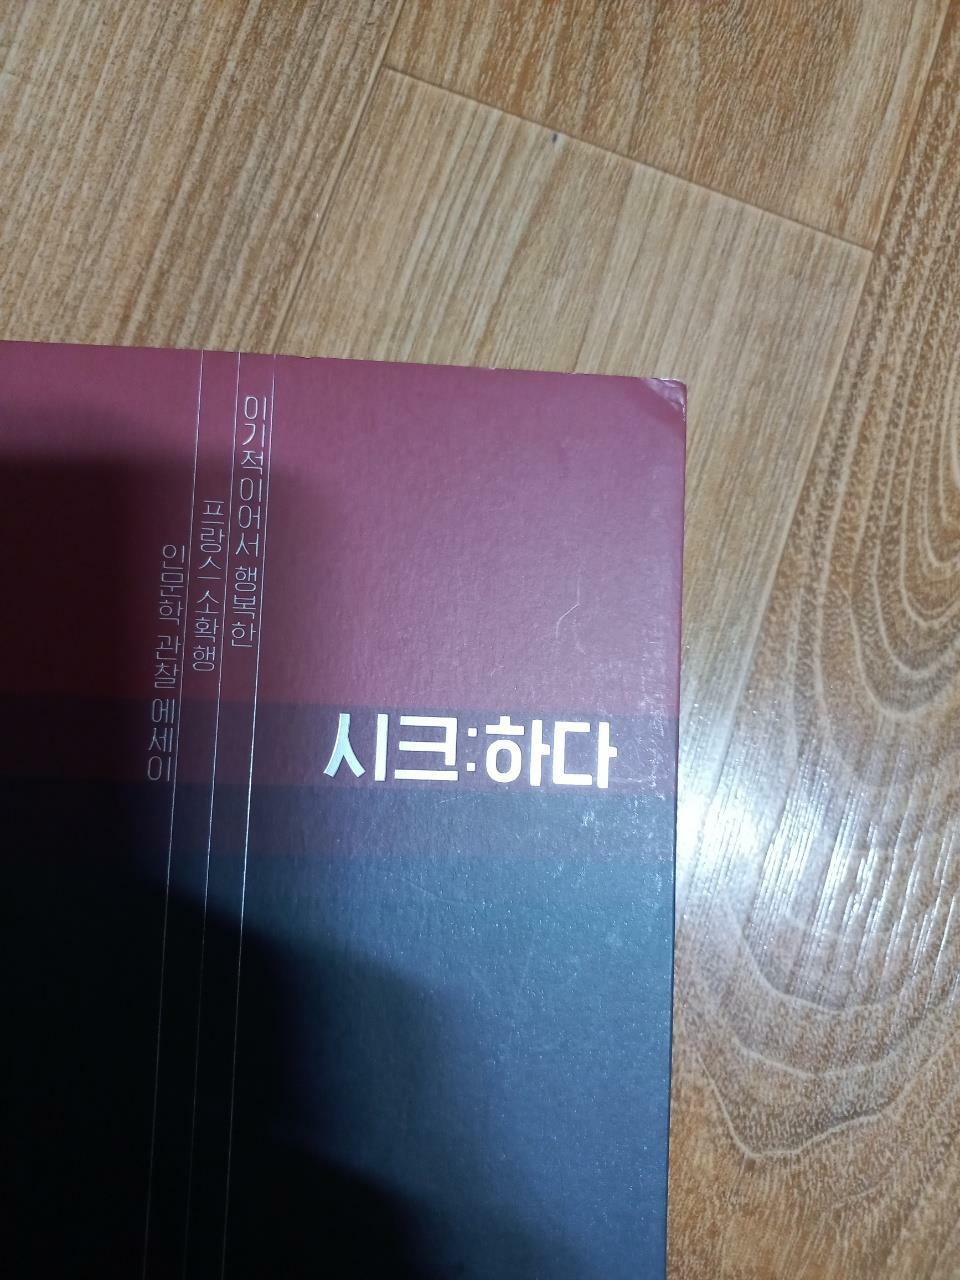 이기적이어서 행복한
프랑스 소확행
인문학 관찰 에세이
시크:하다